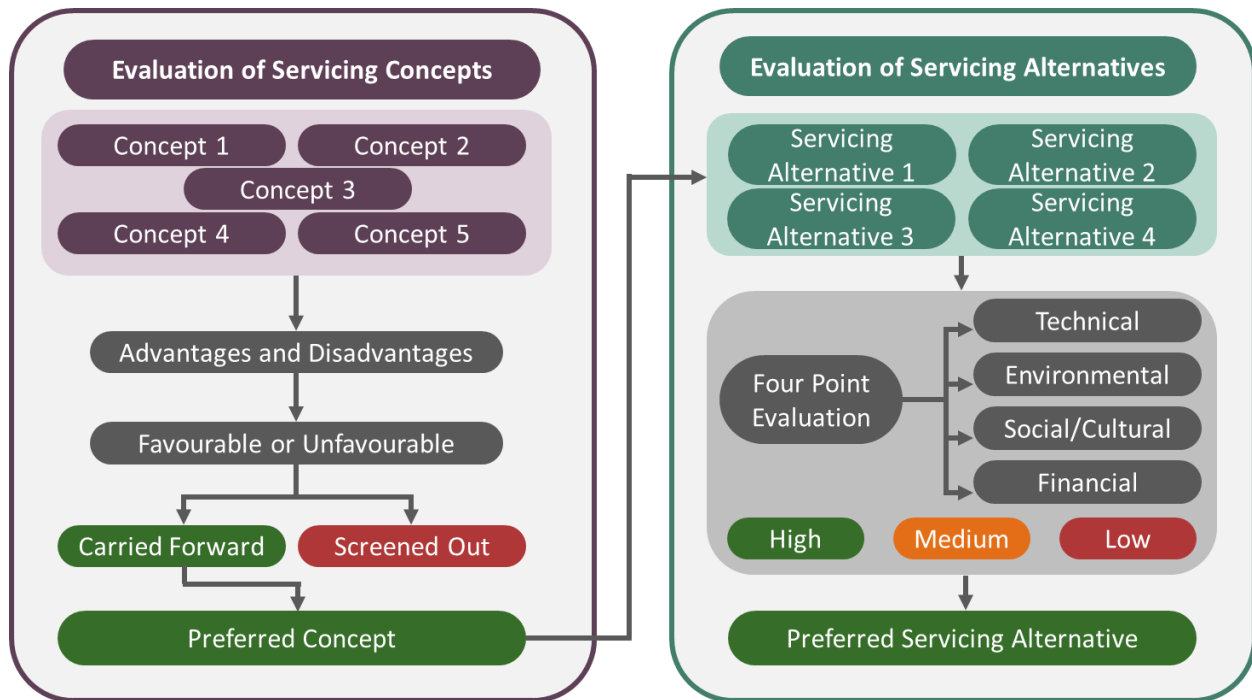 Evaluation of Servicing Concepts
Concept 1
Concept 2
Concept 3
Concept 4
Concept 5
Advantages and Disadvantages
Favourable or Unfavourable
Carried Forward
Screened Out
Preferred Concept
Evaluation of Servicing Alternatives
Servicing
Alternative 1
Servicing
Alternative 2
Servicing
Alternative 3
Servicing
Alternative 4
Four Point
Evaluation
Technical
Environmental
Social/Cultural
Financial
High
Medium
Low
Preferred Servicing Alternative